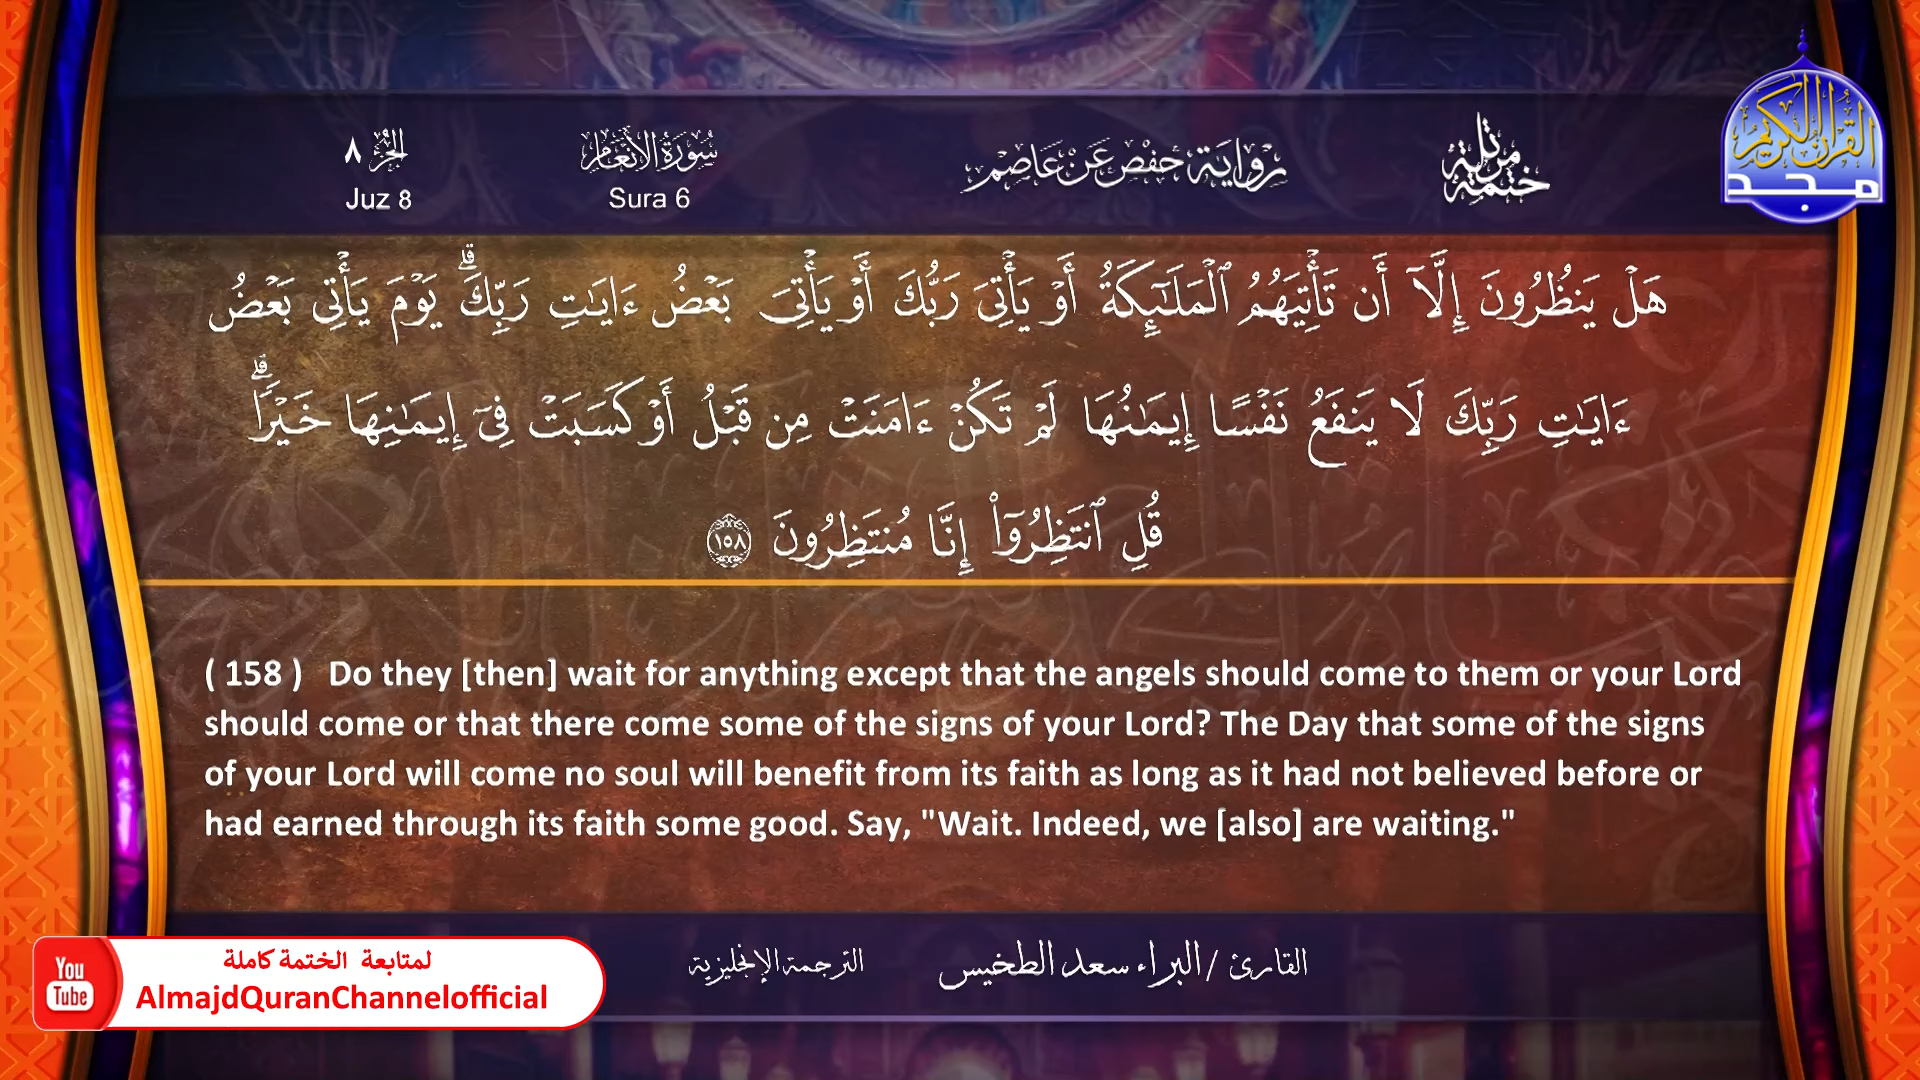 الجزء ٨
Juz 8
سورة الأنعام
Sura 6
رواية حفص عن عاصم
ختمة مرتلة
القرآن الكريم
مجد
هَلْ يَنظُرُونَ إِلَّآ أَن تَأْتِيَهُمُ ٱلْمَلَـٰٓئِكَةُ أَوْ يَأْتِىَ رَبُّكَ أَوْ يَأْتِىَ بَعْضُ ءَايَـٰتِ رَبِّكَ ۗ يَوْمَ يَأْتِى بَعْضُ
ءَايَـٰتِ رَبِّكَ لَا يَنفَعُ نَفْسًا إِيمَـٰنُهَا لَمْ تَكُنْ ءَامَنَتْ مِن قَبْلُ أَوْ كَسَبَتْ فِىٓ إِيمَـٰنِهَا خَيْرًا ۗ
قُلِ ٱنتَظِرُوٓا۟ إِنَّا مُنتَظِرُونَ ١٥٨
( 158 ) Do they [then] wait for anything except that the angels should come to them or your Lord
should come or that there come some of the signs of your Lord? The Day that some of the signs
of your Lord will come no soul will benefit from its faith as long as it had not believed before or
had earned through its faith some good. Say, "Wait. Indeed, we [also] are waiting."
You
Tube
لمتابعة الختمة كاملة
AlmajdQuranChannelofficial
الترجمة الإنجليزية
القارئ / البراء سعد الطخيس